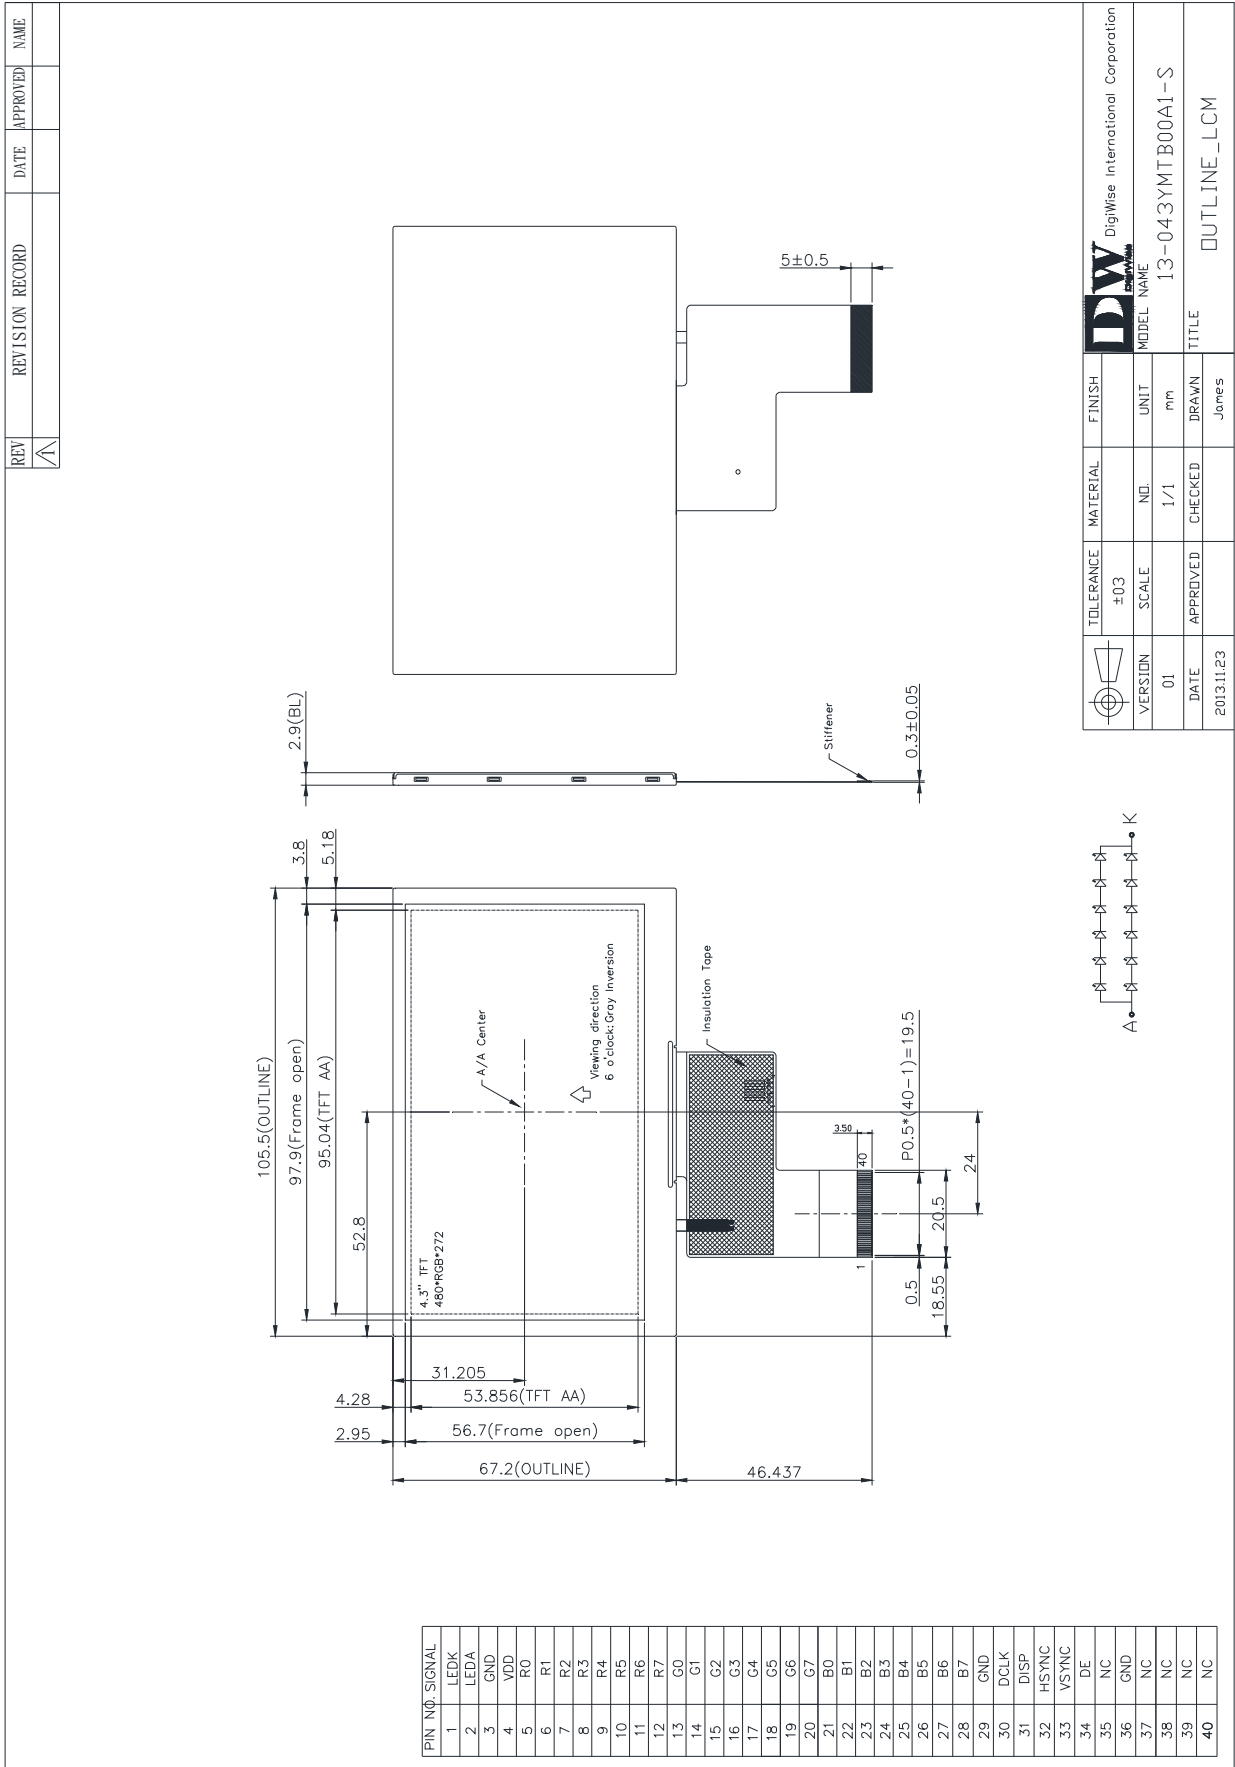 REV REVISION RECORD DATE APPROVED NAME
1
105.5(OUTLINE)
97.9(Frame open)
95.04(TFT AA)
52.8
3.8
5.18
2.9(BL)
4.28
2.95
31.205
53.856(TFT AA)
56.7(Frame open)
67.2(OUTLINE)
46.437
4.3" TFT
480*RGB*272
A/A Center
Viewing direction
6 o'clock:Gray Inversion
Insulation Tape
3.50
1
40
P0.5*(40-1)=19.5
0.5
20.5
18.55
24
Stiffener
0.3±0.05
5±0.5
A
K
PIN NO. SIGNAL
1 LEDK
2 LEDA
3 GND
4 VDD
5 R0
6 R1
7 R2
8 R3
9 R4
10 R5
11 R6
12 R7
13 G0
14 G1
15 G2
16 G3
17 G4
18 G5
19 G6
20 G7
21 B0
22 B1
23 B2
24 B3
25 B4
26 B5
27 B6
28 B7
29 GND
30 DCLK
31 DISP
32 HSYNC
33 VSYNC
34 DE
35 NC
36 GND
37 NC
38 NC
39 NC
40 NC
TOLERANCE MATERIAL FINISH
±03
DW DigiWise DigiWise International Corporation
VERSION SCALE NO. UNIT MODEL NAME
01 1/1 mm 13-043YMTB00A1-S
DATE APPROVED CHECKED DRAWN TITLE
2013.11.23 James OUTLINE_LCM